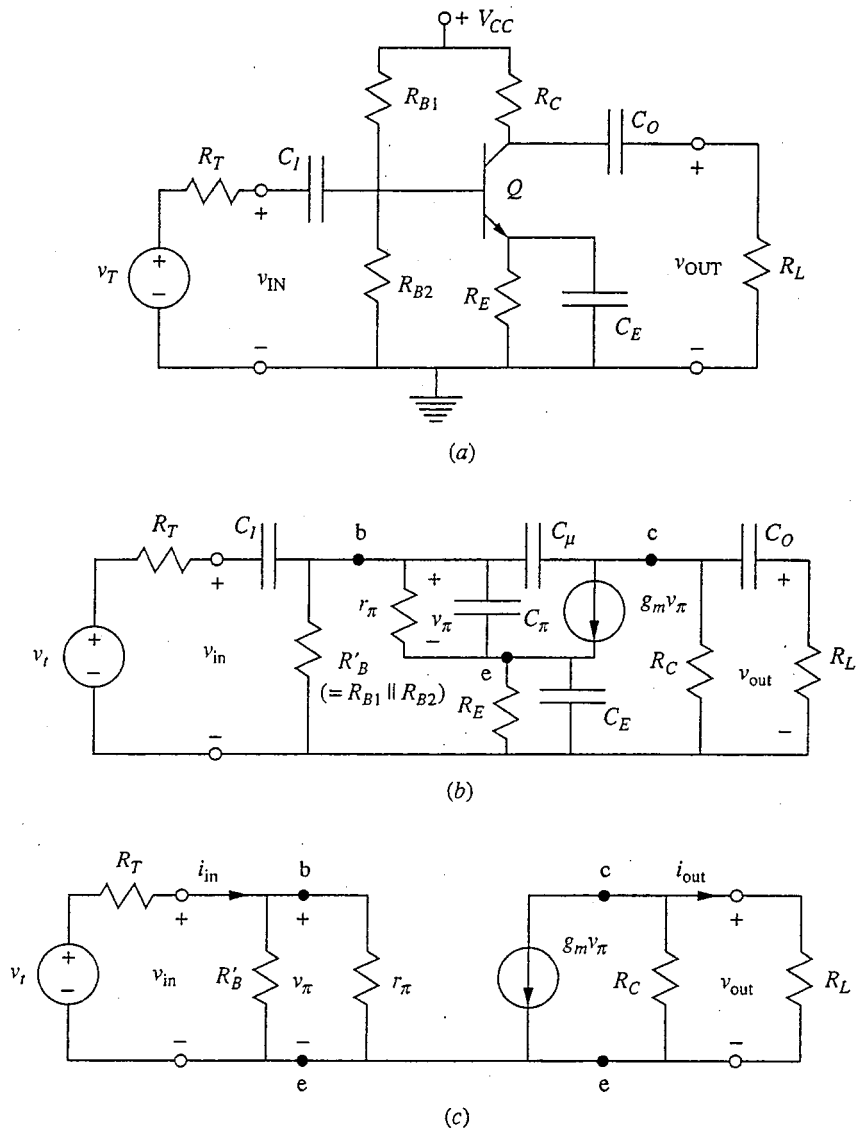 + V_CC
R_B1
R_C
C_O
R_T
C_I
+
+
Q
v_T
+
−
v_IN
R_B2
R_E
C_E
v_OUT
R_L
−
−
(a)
R_T
C_I
b
C_μ
c
C_O
+
+
r_π
v_π
−
C_π
g_m v_π
+
v_t
+
−
v_in
R'_B
(= R_B1 || R_B2)
e
R_E
C_E
R_C
v_out
R_L
−
−
(b)
R_T
i_in
b
c
i_out
+
+
+
v_t
+
−
v_in
R'_B
v_π
r_π
g_m v_π
R_C
v_out
R_L
−
−
−
e
e
(c)